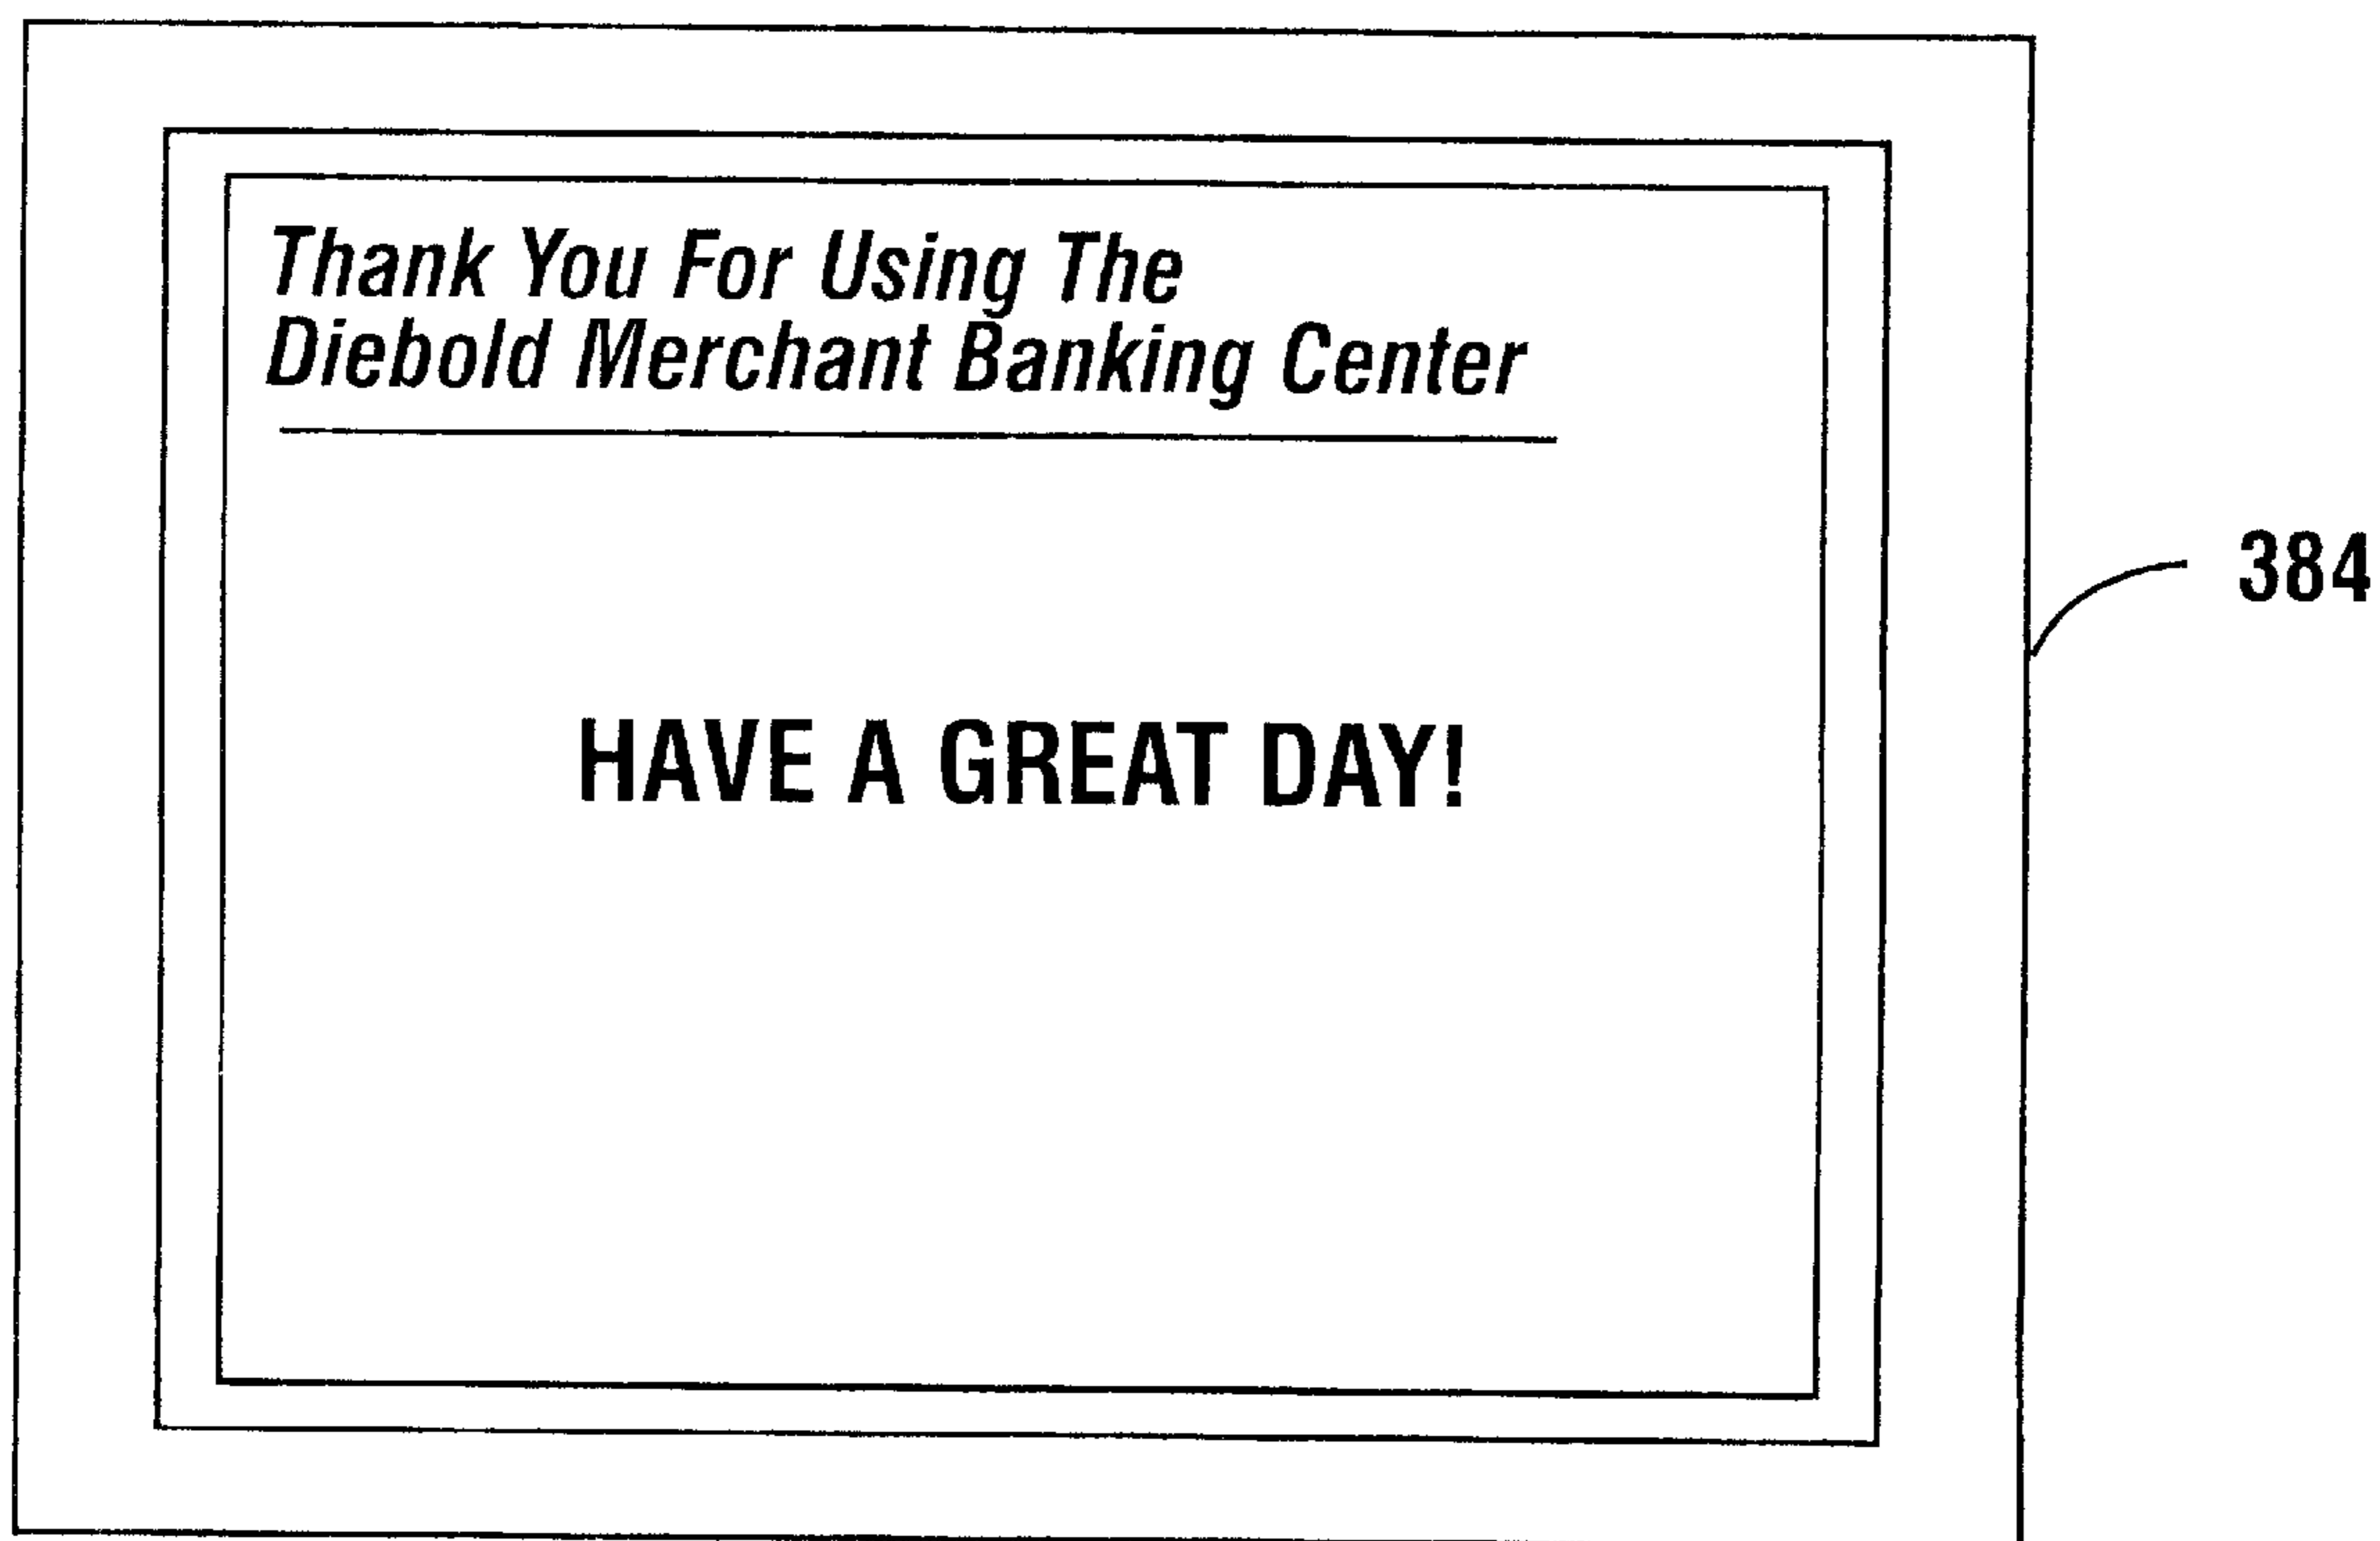 Thank You For Using The
Diebold Merchant Banking Center
HAVE A GREAT DAY!
384